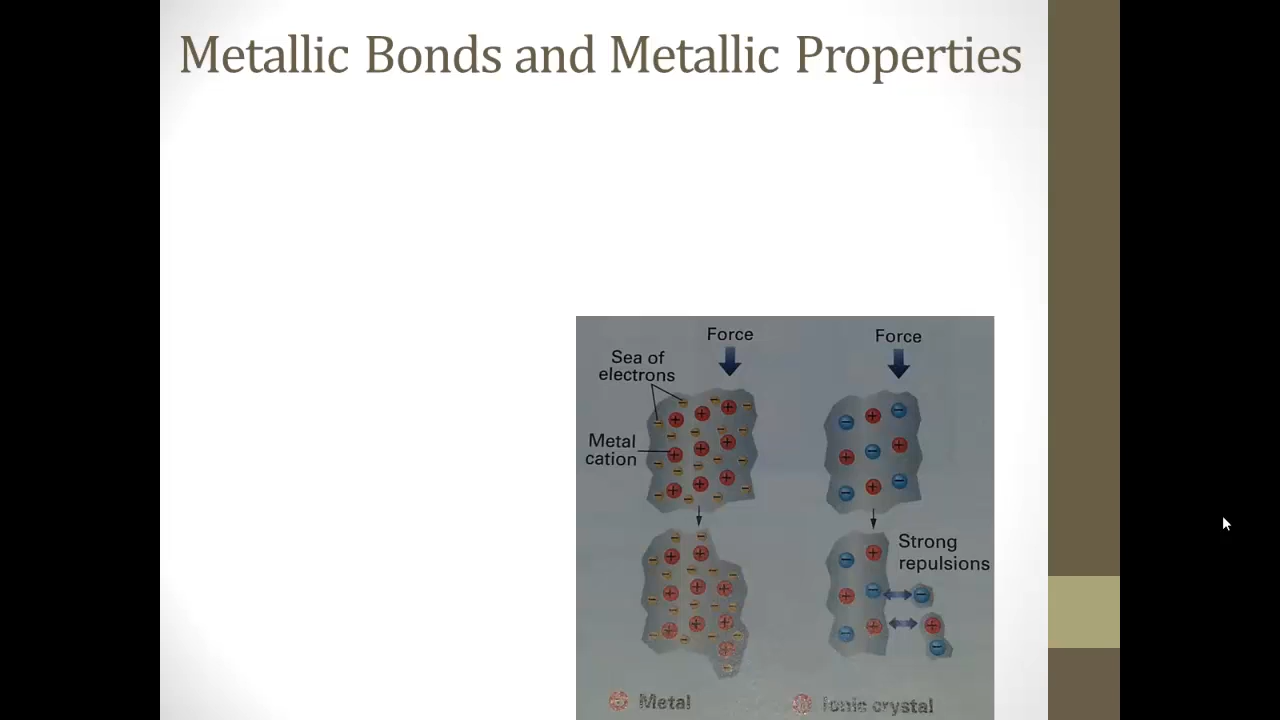 Metallic Bonds and Metallic Properties
Force
Force
Sea of
electrons
Metal
cation
Strong
repulsions
Metal
Ionic crystal